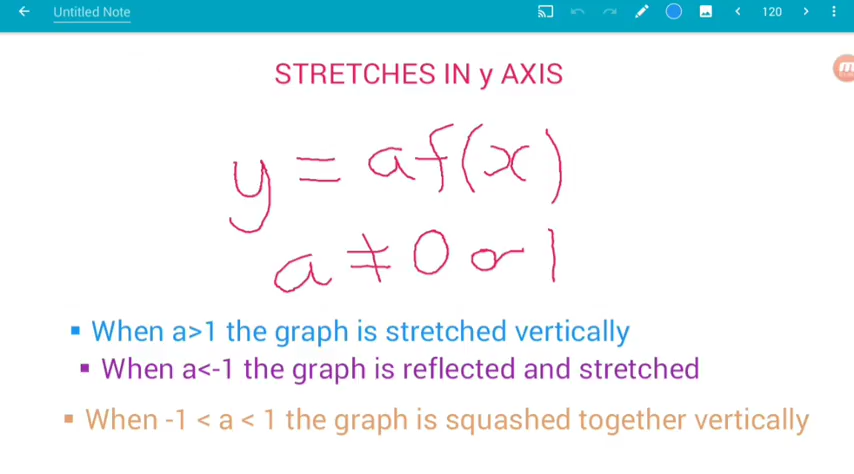 Untitled Note
120
STRETCHES IN y AXIS
y = af(x)
a ≠ 0 or 1
▪ When a>1 the graph is stretched vertically
▪ When a<-1 the graph is reflected and stretched
▪ When -1 < a < 1 the graph is squashed together vertically